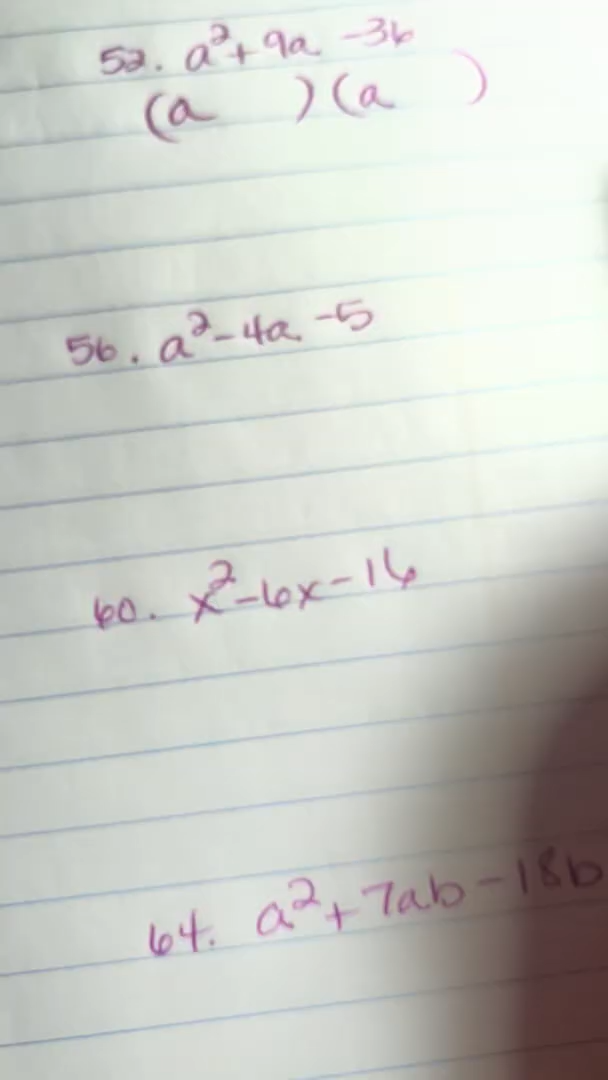 52. a²+9a -36
(a    )(a    )
56. a²-4a -5
60. x²-6x-16
64. a²+7ab-18b